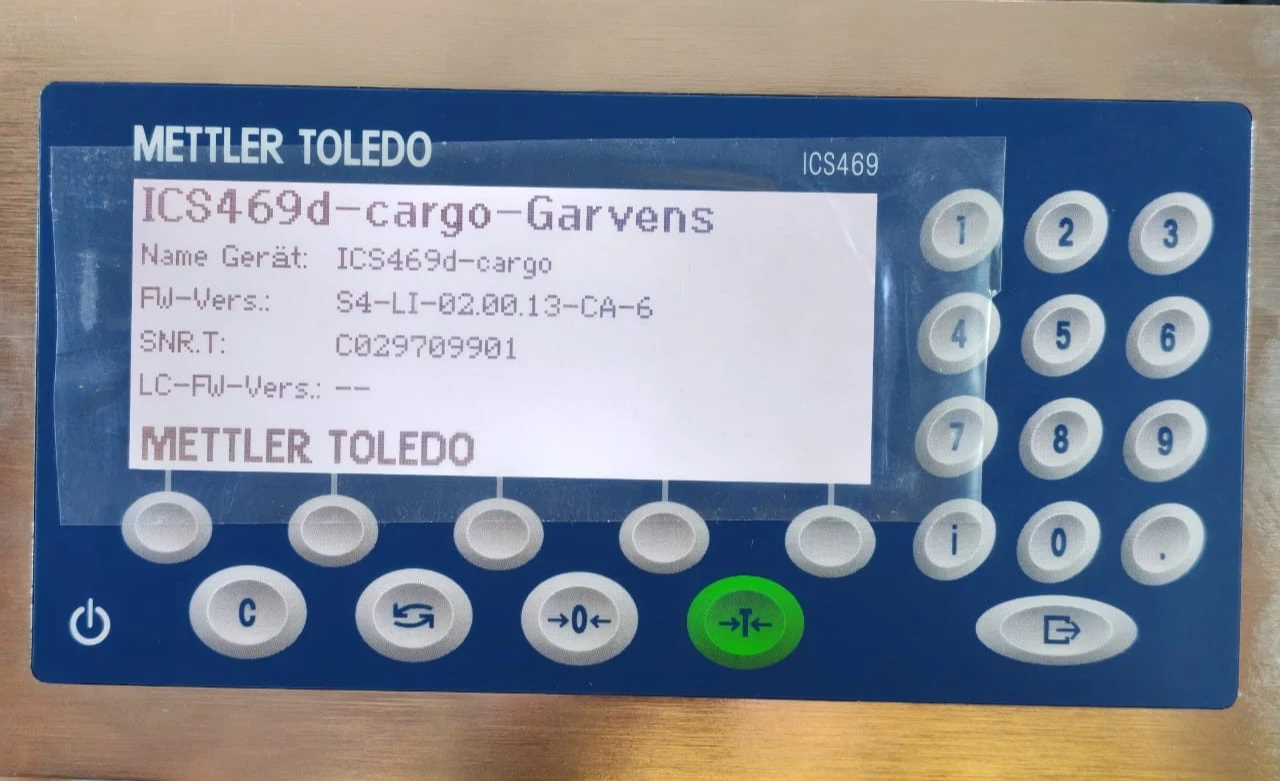 METTLER TOLEDO
ICS469
ICS469d-cargo-Garvens
Name Gerät: ICS469d-cargo
FW-Vers.: S4-LI-02.00.13-CA-6
SNR.T: C029709901
LC-FW-Vers.: --
METTLER TOLEDO
1 2 3
4 5 6
7 8 9
i 0 .
C →0← →T←